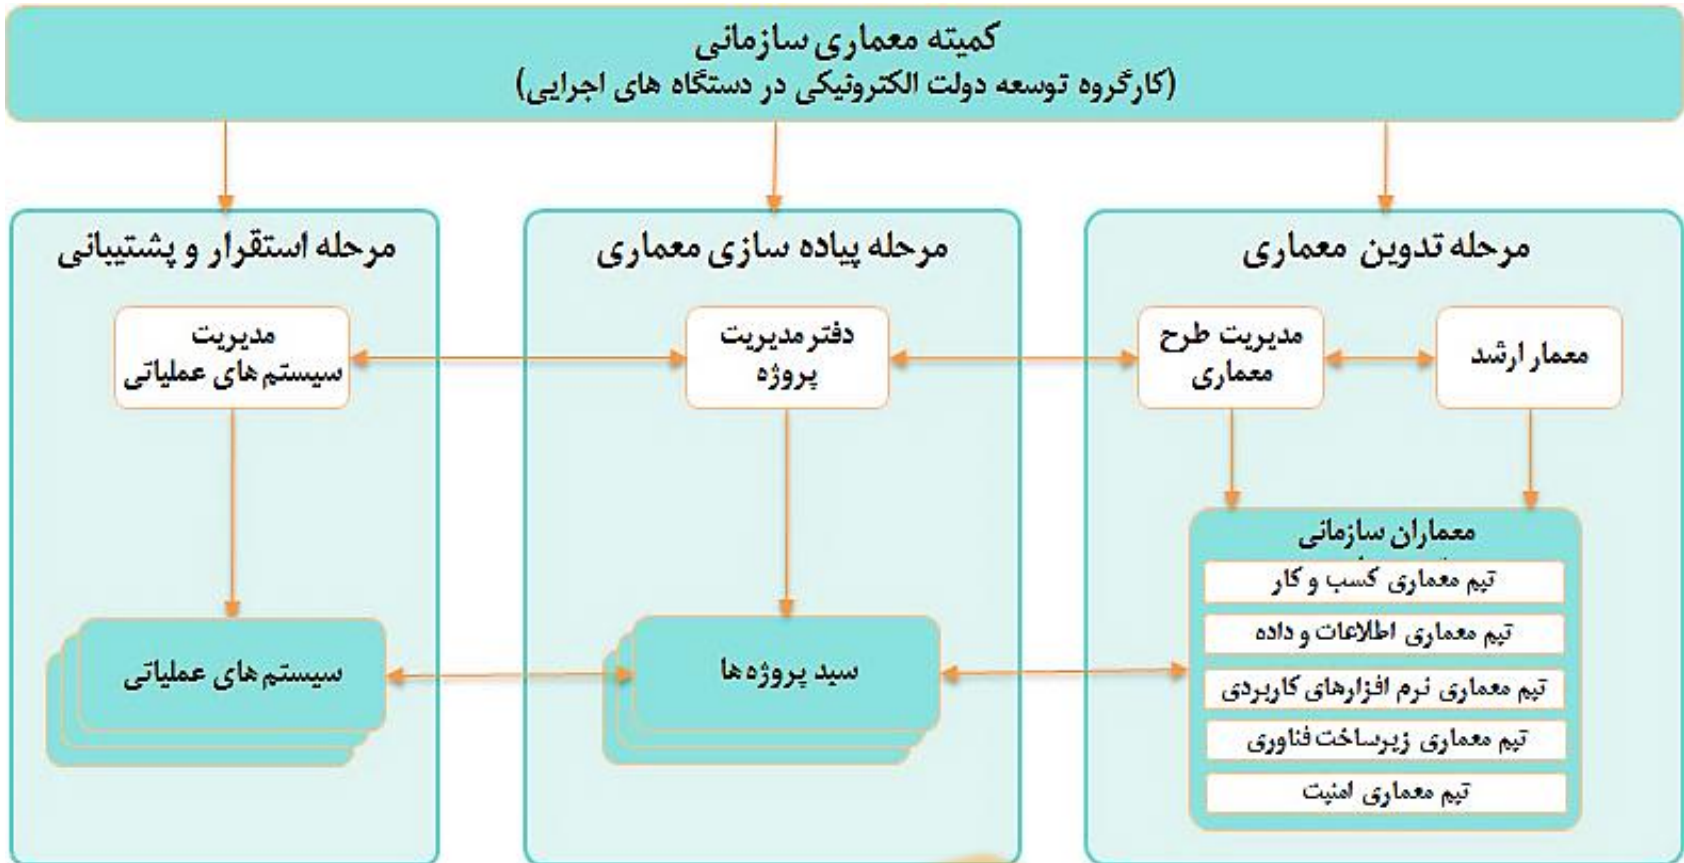 کمیته معماری سازمانی
(کارگروه توسعه دولت الکترونیکی در دستگاه های اجرایی)
مرحله تدوین معماری
معمار ارشد
مدیریت طرح
معماری
معماران سازمانی
تیم معماری کسب و کار
تیم معماری اطلاعات و داده
تیم معماری نرم افزارهای کاربردی
تیم معماری زیرساخت فناوری
تیم معماری امنیت
مرحله پیاده سازی معماری
دفتر مدیریت
پروژه
سبد پروژه ها
مرحله استقرار و پشتیبانی
مدیریت
سیستم های عملیاتی
سیستم های عملیاتی